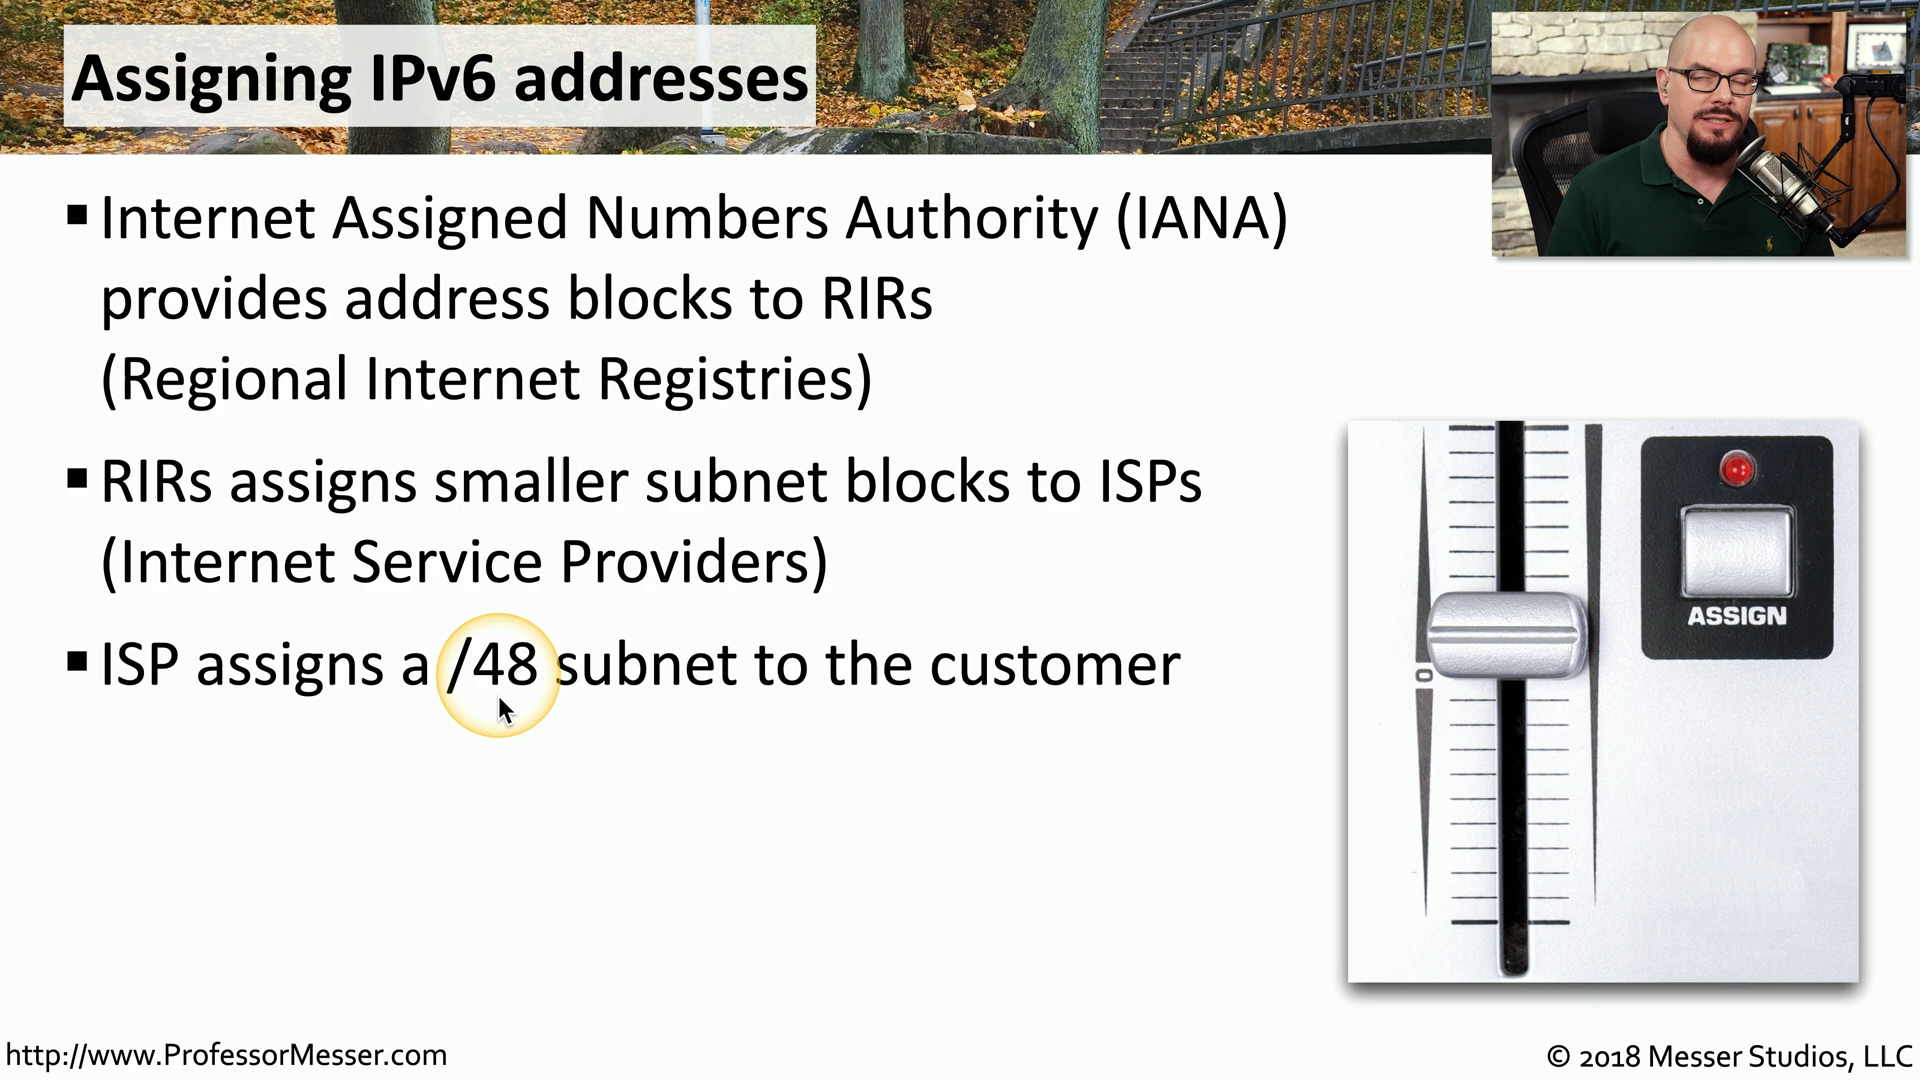 Assigning IPv6 addresses
▪ Internet Assigned Numbers Authority (IANA)
provides address blocks to RIRs
(Regional Internet Registries)
▪ RIRs assigns smaller subnet blocks to ISPs
(Internet Service Providers)
▪ ISP assigns a /48 subnet to the customer
0
ASSIGN
http://www.ProfessorMesser.com
© 2018 Messer Studios, LLC